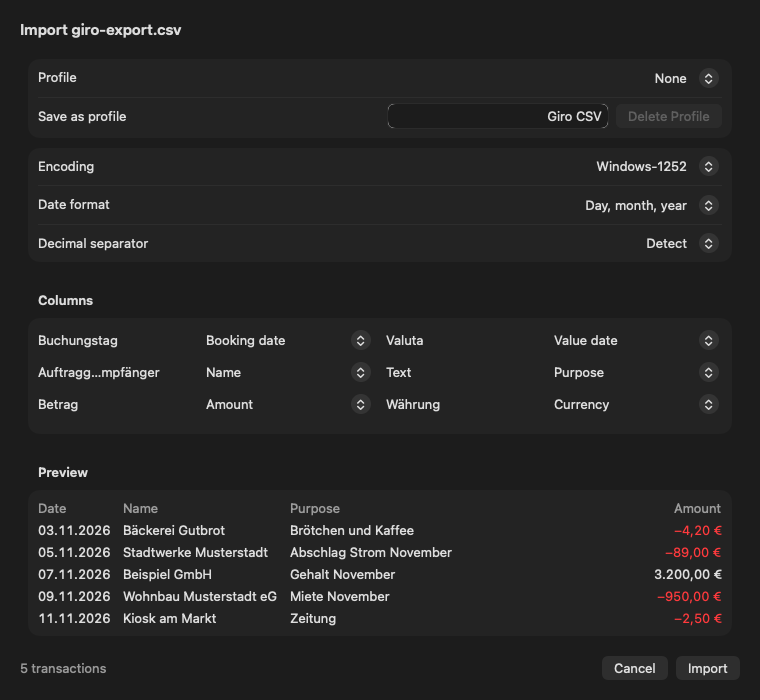 Import giro-export.csv
Profile None
Save as profile Giro CSV Delete Profile
Encoding Windows-1252
Date format Day, month, year
Decimal separator Detect
Columns
Buchungstag Booking date Valuta Value date
Auftragg...mpfänger Name Text Purpose
Betrag Amount Währung Currency
Preview
Date Name Purpose Amount
03.11.2026 Bäckerei Gutbrot Brötchen und Kaffee −4,20 €
05.11.2026 Stadtwerke Musterstadt Abschlag Strom November −89,00 €
07.11.2026 Beispiel GmbH Gehalt November 3.200,00 €
09.11.2026 Wohnbau Musterstadt eG Miete November −950,00 €
11.11.2026 Kiosk am Markt Zeitung −2,50 €
5 transactions Cancel Import